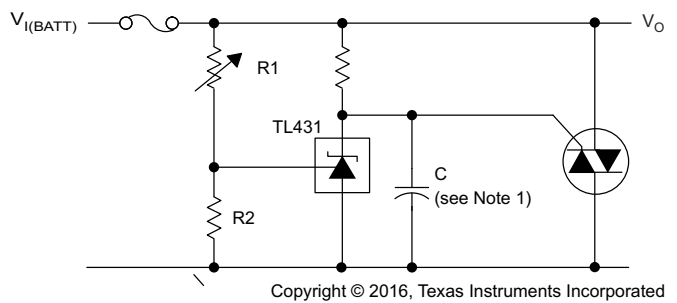 V_I(BATT)
V_O
R1
TL431
C
(see Note 1)
R2
Copyright © 2016, Texas Instruments Incorporated